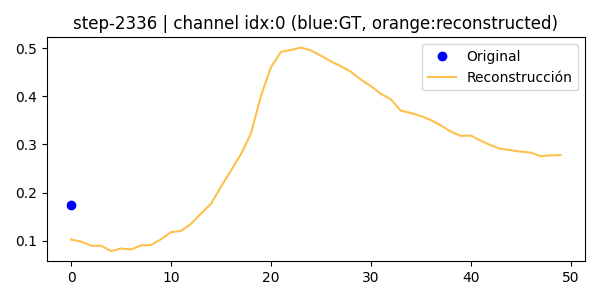 step-2336 | channel idx:0 (blue:GT, orange:reconstructed)
Original
Reconstrucción
0.5
0.4
0.3
0.2
0.1
0 10 20 30 40 50